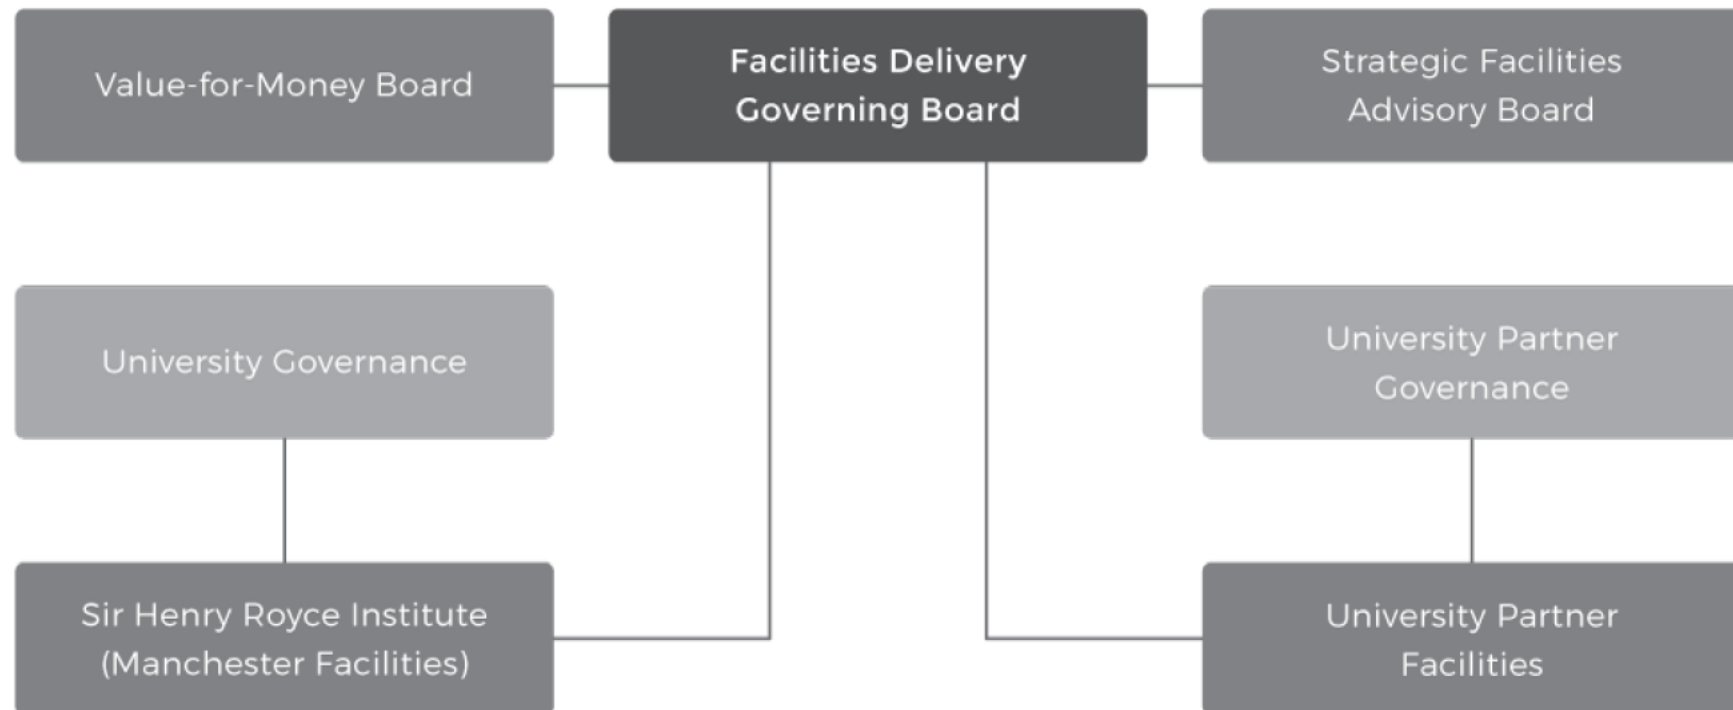 Value-for-Money Board
Facilities Delivery
Governing Board
Strategic Facilities
Advisory Board
University Governance
University Partner
Governance
Sir Henry Royce Institute
(Manchester Facilities)
University Partner
Facilities